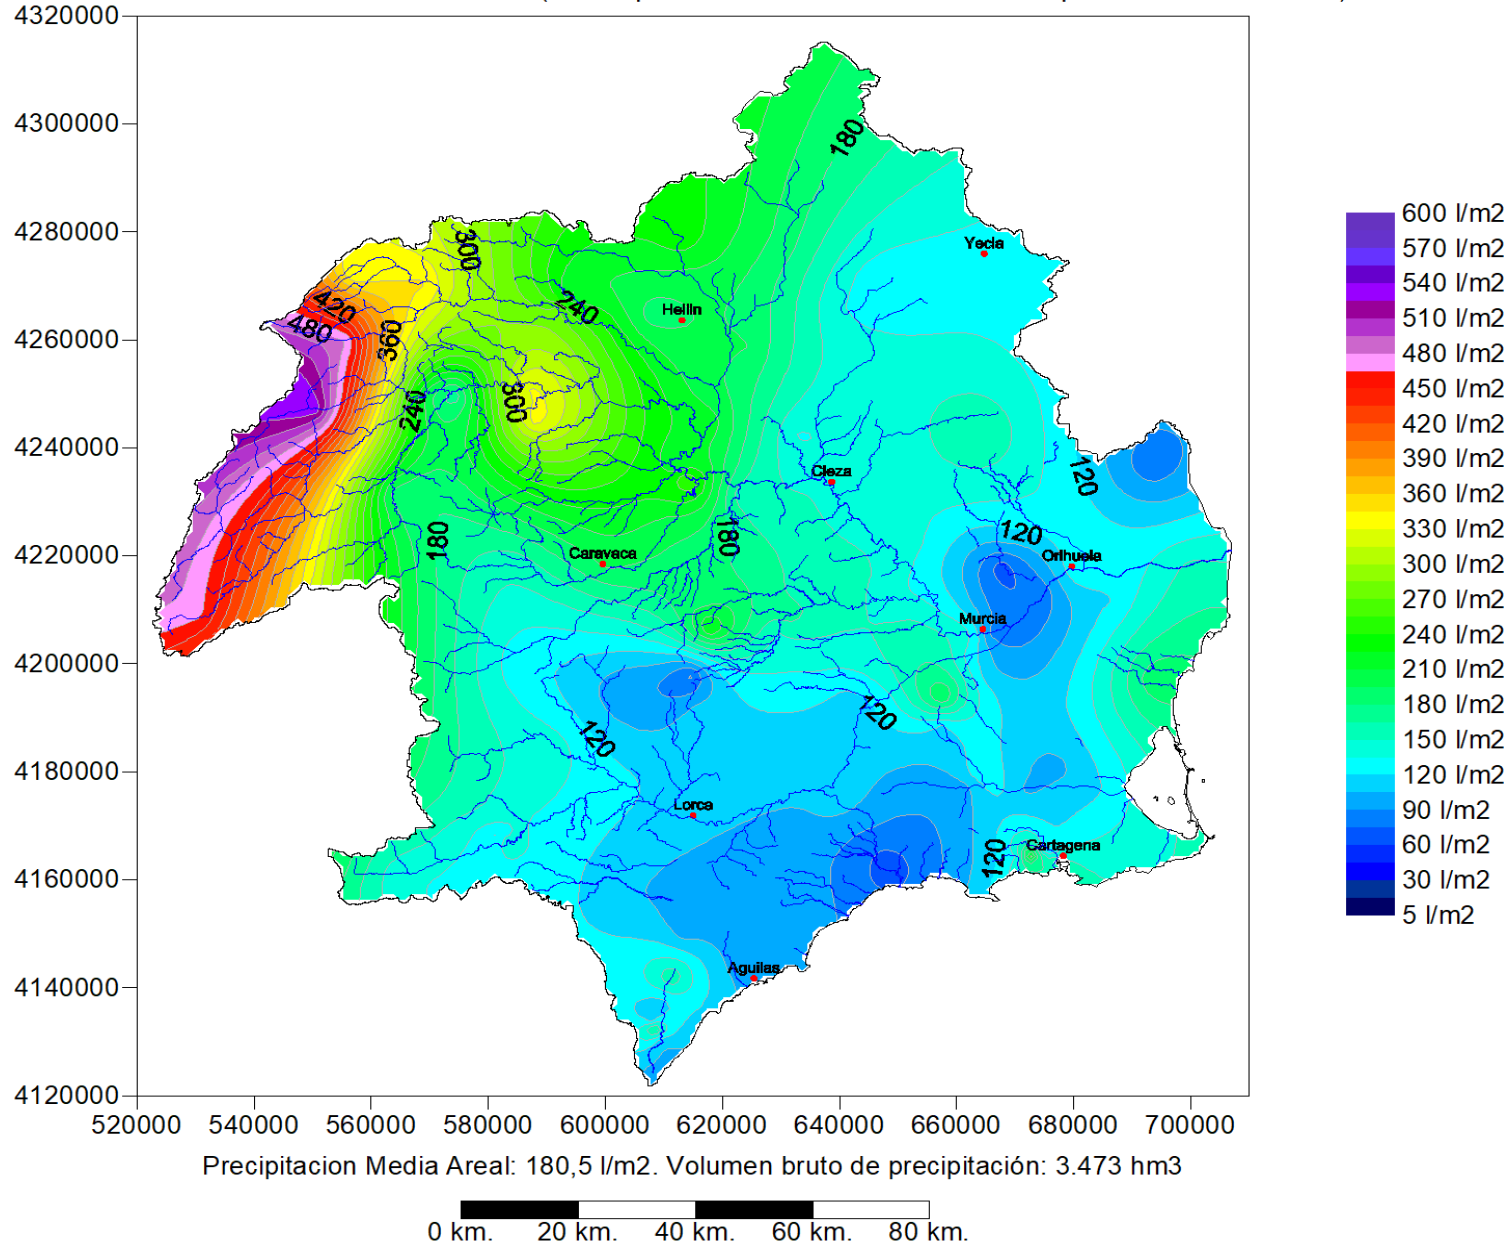 4320000
4300000
4280000
4260000
4240000
4220000
4200000
4180000
4160000
4140000
4120000
520000 540000 560000 580000 600000 620000 640000 660000 680000 700000
180
300
Yecla
420
240
Hellin
480
360
240
300
Cieza
120
180
180
120
Caravaca
Orihuela
Murcia
120
120
Lorca
120
Cartagena
Aguilas
600 l/m2
570 l/m2
540 l/m2
510 l/m2
480 l/m2
450 l/m2
420 l/m2
390 l/m2
360 l/m2
330 l/m2
300 l/m2
270 l/m2
240 l/m2
210 l/m2
180 l/m2
150 l/m2
120 l/m2
90 l/m2
60 l/m2
30 l/m2
5 l/m2
Precipitacion Media Areal: 180,5 l/m2. Volumen bruto de precipitación: 3.473 hm3
0 km. 20 km. 40 km. 60 km. 80 km.